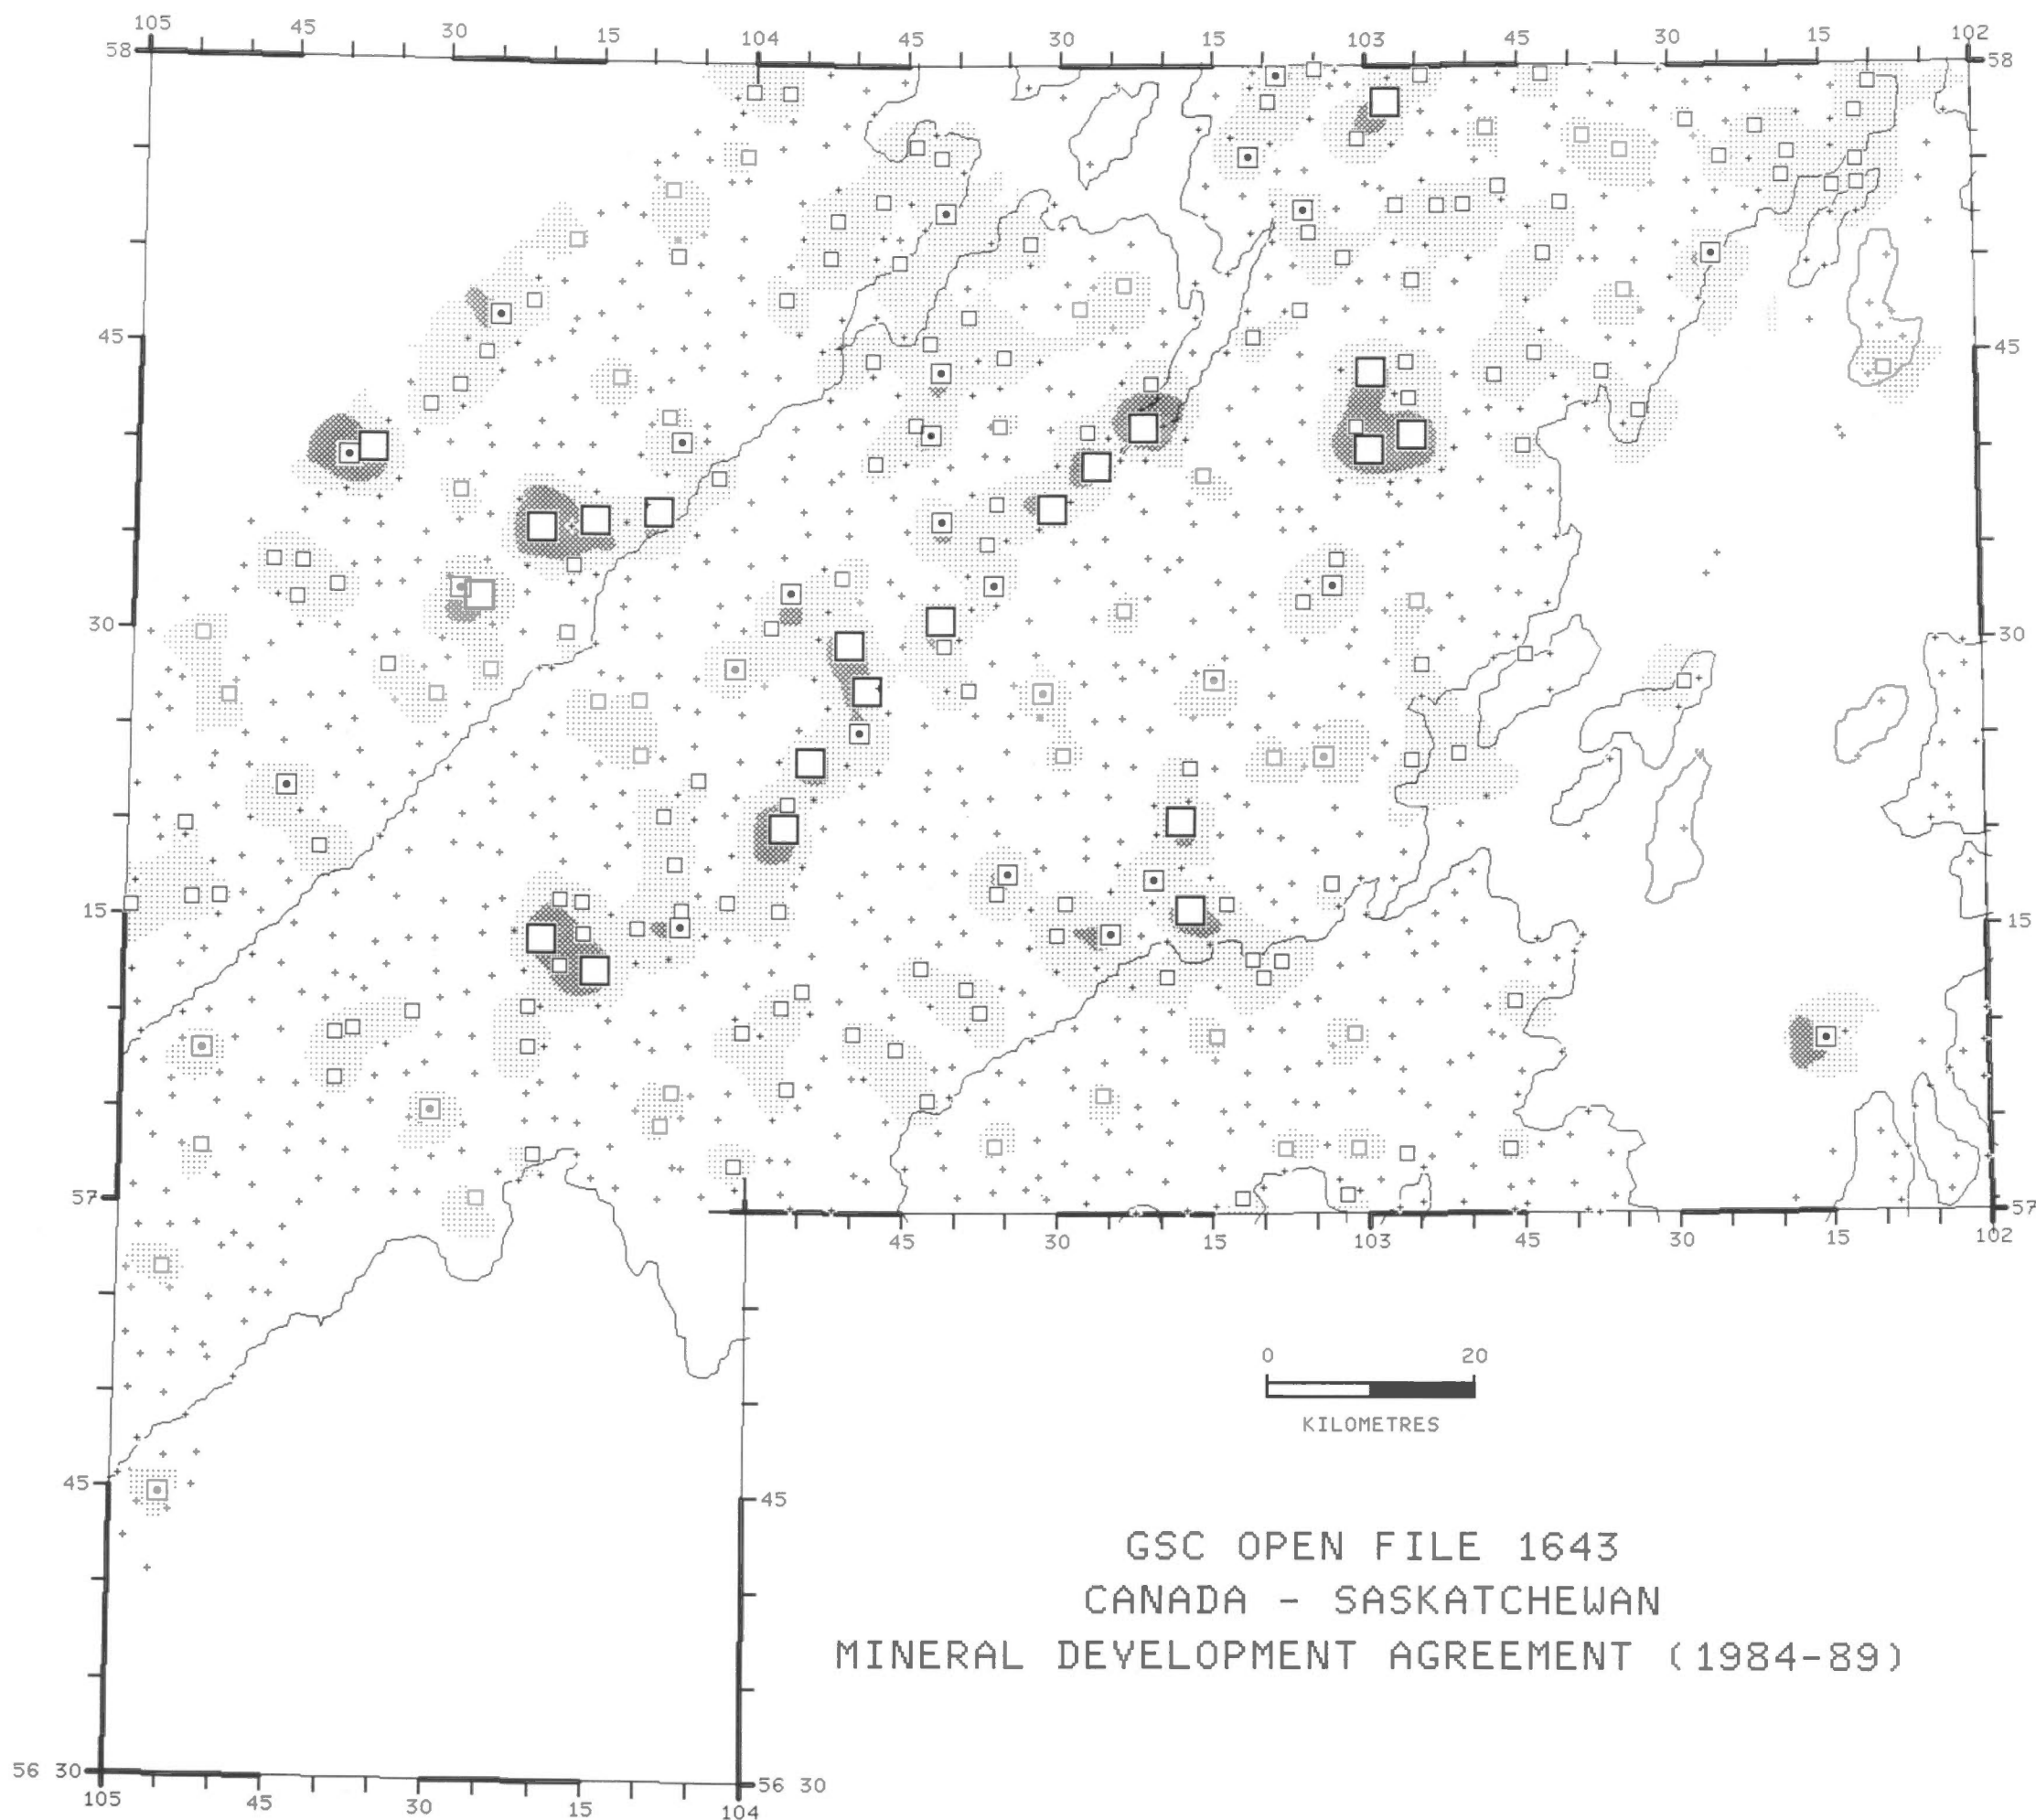 105 45 30 15 104 45 30 15 103 45 30 15 102
58 58
45 45
30 30
15 15
57 57
45 30 15 103 45 30 15 102
0 20
KILOMETRES
45 45
GSC OPEN FILE 1643
CANADA - SASKATCHEWAN
MINERAL DEVELOPMENT AGREEMENT (1984-89)
56 30 56 30
105 45 30 15 104